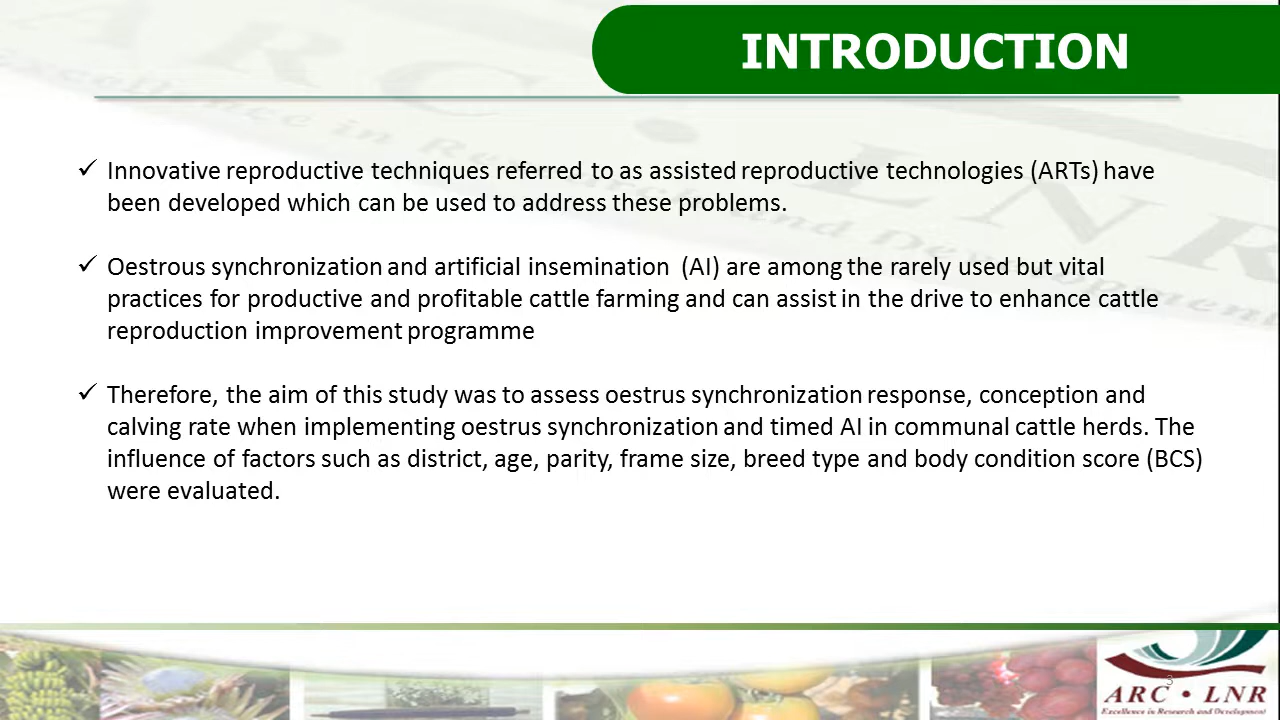 INTRODUCTION
✓ Innovative reproductive techniques referred to as assisted reproductive technologies (ARTs) have
been developed which can be used to address these problems.
✓ Oestrous synchronization and artificial insemination (AI) are among the rarely used but vital
practices for productive and profitable cattle farming and can assist in the drive to enhance cattle
reproduction improvement programme
✓ Therefore, the aim of this study was to assess oestrus synchronization response, conception and
calving rate when implementing oestrus synchronization and timed AI in communal cattle herds. The
influence of factors such as district, age, parity, frame size, breed type and body condition score (BCS)
were evaluated.
3
ARC • LNR
Excellence in Research and Development